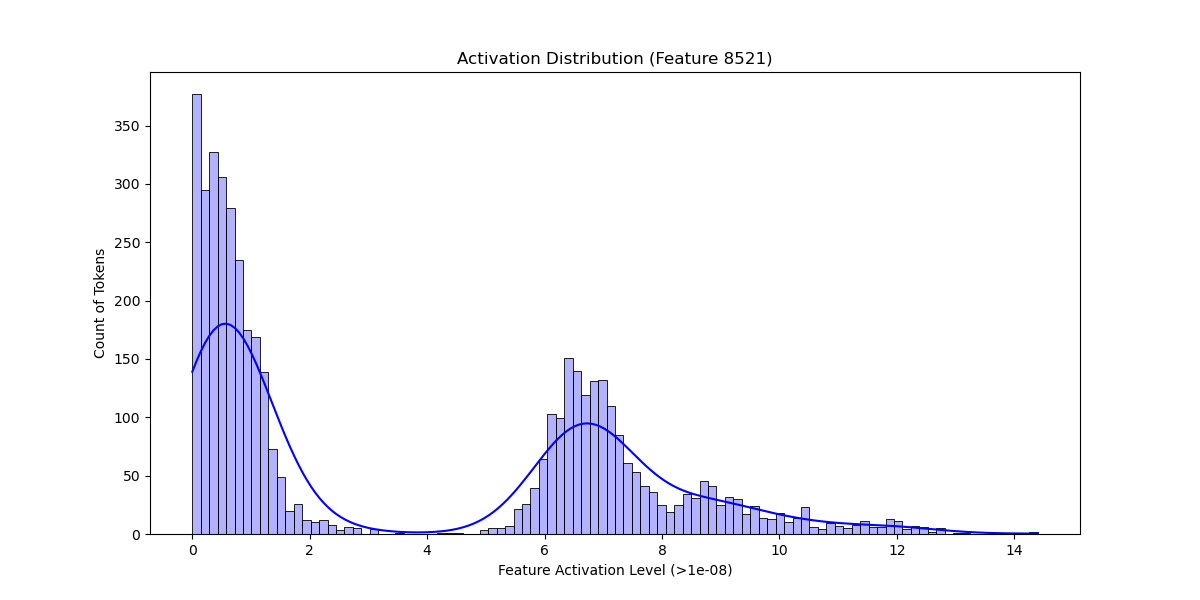 Activation Distribution (Feature 8521)
Count of Tokens
350
300
250
200
150
100
50
0
0 2 4 6 8 10 12 14
Feature Activation Level (>1e-08)